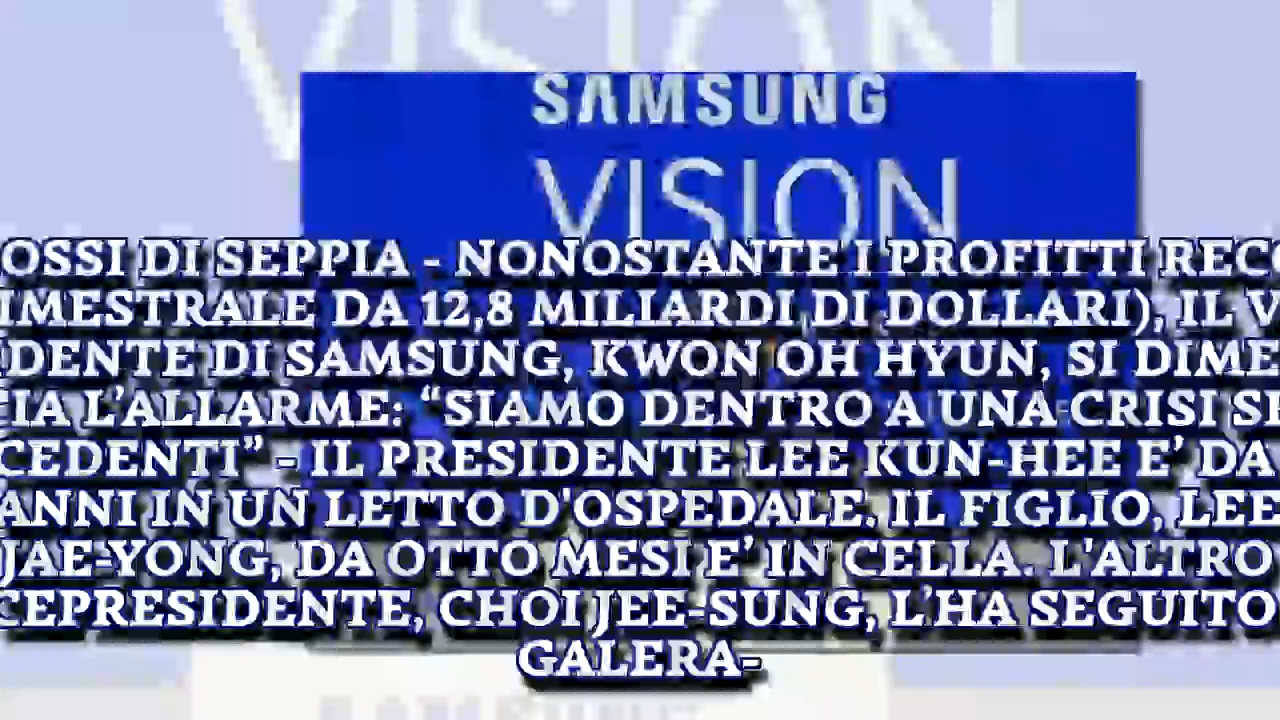 VISION
SAMSUNG
VISION
OSSI DI SEPPIA - NONOSTANTE I PROFITTI REC
IMESTRALE DA 12,8 MILIARDI DI DOLLARI), IL V
DENTE DI SAMSUNG, KWON OH HYUN, SI DIME
CIA L'ALLARME: “SIAMO DENTRO A UNA CRISI SE
CEDENTI” - IL PRESIDENTE LEE KUN-HEE E’ DA
ANNI IN UN LETTO D'OSPEDALE. IL FIGLIO, LEE
JAE-YONG, DA OTTO MESI E’ IN CELLA. L'ALTRO
CEPRESIDENTE, CHOI JEE-SUNG, L’HA SEGUITO
GALERA-